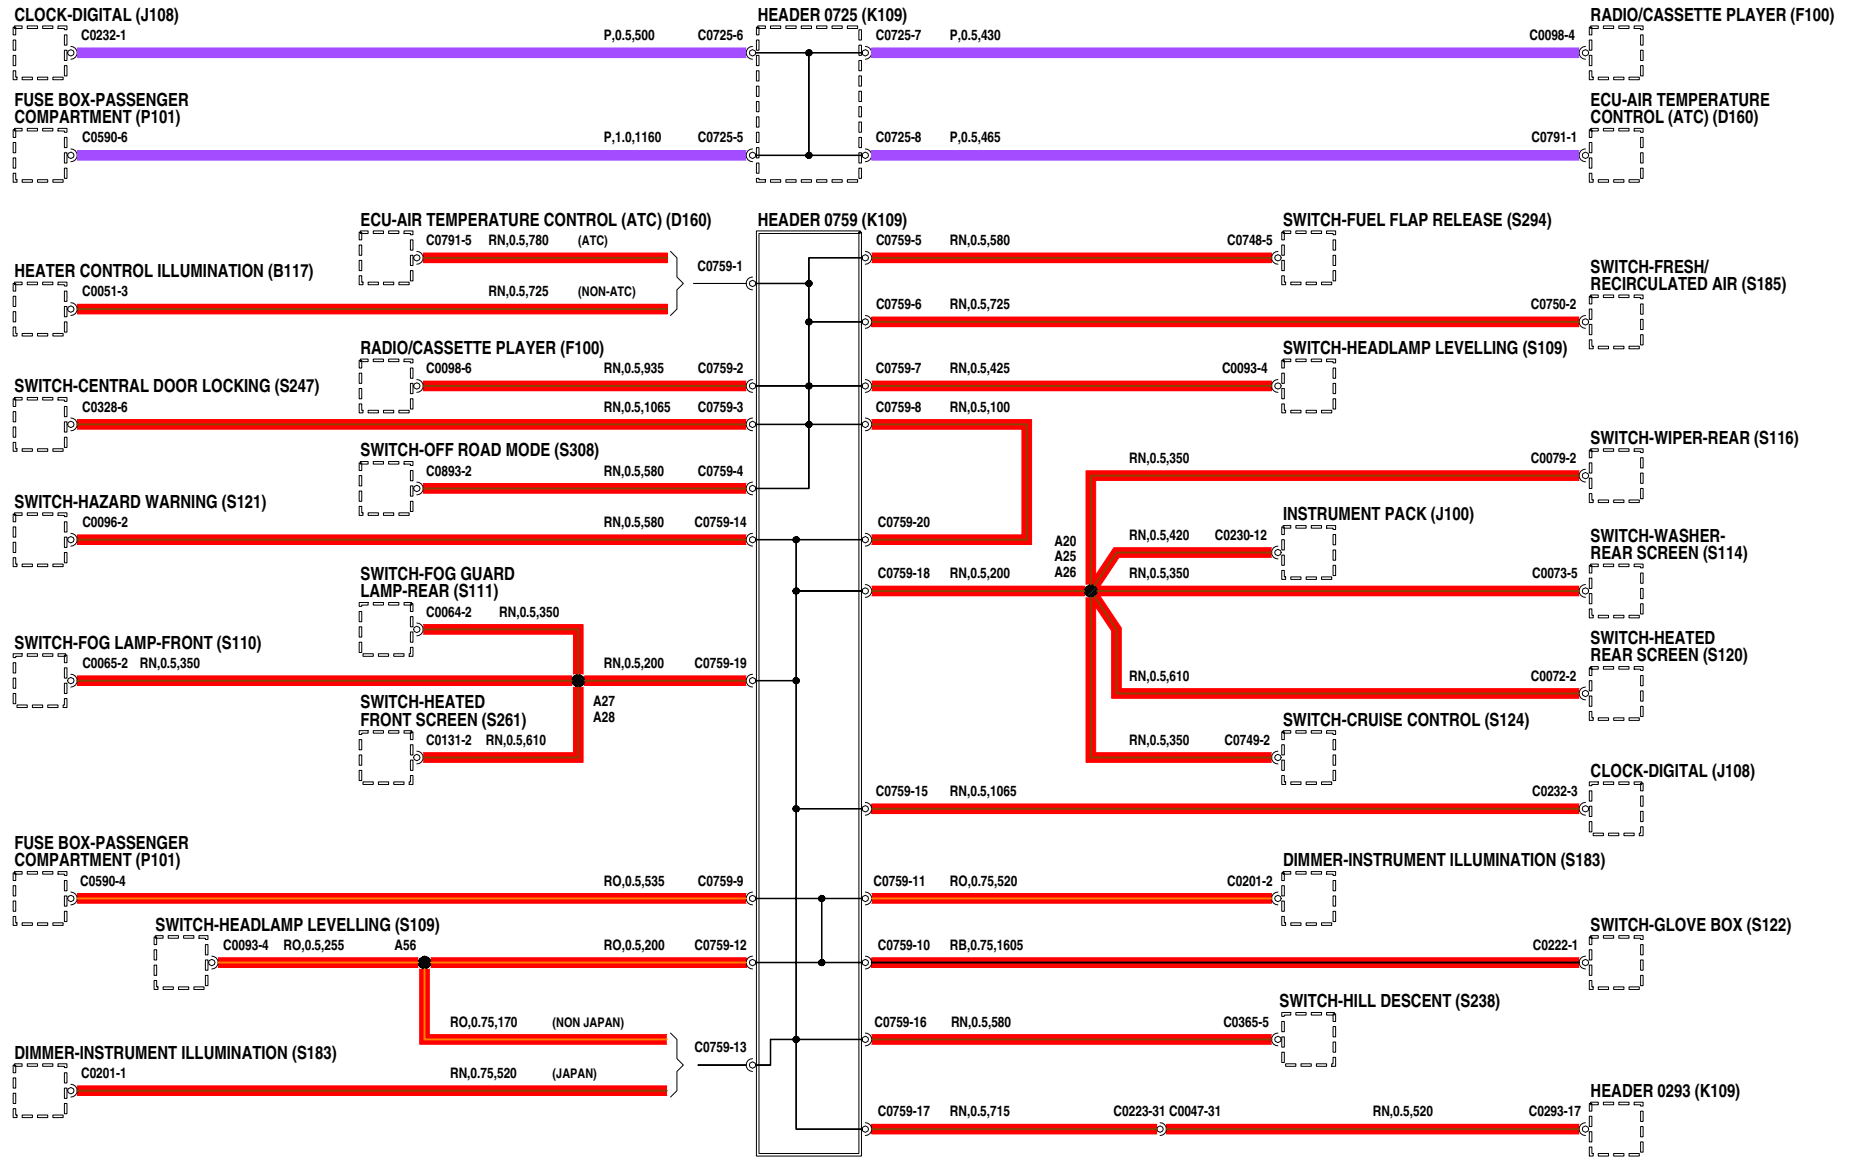 CLOCK-DIGITAL (J108)
C0232-1
P,0.5,500
C0725-6
HEADER 0725 (K109)
C0725-7
P,0.5,430
C0098-4
RADIO/CASSETTE PLAYER (F100)
FUSE BOX-PASSENGER
COMPARTMENT (P101)
C0590-6
P,1.0,1160
C0725-5
C0725-8
P,0.5,465
C0791-1
ECU-AIR TEMPERATURE
CONTROL (ATC) (D160)
ECU-AIR TEMPERATURE CONTROL (ATC) (D160)
C0791-5
RN,0.5,780
(ATC)
HEATER CONTROL ILLUMINATION (B117)
C0051-3
RN,0.5,725
(NON-ATC)
C0759-1
HEADER 0759 (K109)
C0759-5
RN,0.5,580
C0748-5
SWITCH-FUEL FLAP RELEASE (S294)
C0759-6
RN,0.5,725
C0750-2
SWITCH-FRESH/
RECIRCULATED AIR (S185)
RADIO/CASSETTE PLAYER (F100)
C0098-6
RN,0.5,935
C0759-2
C0759-7
RN,0.5,425
C0093-4
SWITCH-HEADLAMP LEVELLING (S109)
SWITCH-CENTRAL DOOR LOCKING (S247)
C0328-6
RN,0.5,1065
C0759-3
C0759-8
RN,0.5,100
SWITCH-OFF ROAD MODE (S308)
C0893-2
RN,0.5,580
C0759-4
RN,0.5,350
C0079-2
SWITCH-WIPER-REAR (S116)
SWITCH-HAZARD WARNING (S121)
C0096-2
RN,0.5,580
C0759-14
C0759-20
A20
A25
A26
RN,0.5,420
C0230-12
INSTRUMENT PACK (J100)
SWITCH-WASHER-
REAR SCREEN (S114)
C0759-18
RN,0.5,200
RN,0.5,350
C0073-5
SWITCH-FOG GUARD
LAMP-REAR (S111)
C0064-2
RN,0.5,350
SWITCH-FOG LAMP-FRONT (S110)
C0065-2
RN,0.5,350
RN,0.5,200
C0759-19
A27
A28
SWITCH-HEATED
REAR SCREEN (S120)
RN,0.5,610
C0072-2
SWITCH-HEATED
FRONT SCREEN (S261)
C0131-2
RN,0.5,610
RN,0.5,350
C0749-2
SWITCH-CRUISE CONTROL (S124)
C0759-15
RN,0.5,1065
C0232-3
CLOCK-DIGITAL (J108)
FUSE BOX-PASSENGER
COMPARTMENT (P101)
C0590-4
RO,0.5,535
C0759-9
C0759-11
RO,0.75,520
C0201-2
DIMMER-INSTRUMENT ILLUMINATION (S183)
SWITCH-HEADLAMP LEVELLING (S109)
C0093-4
RO,0.5,255
A56
RO,0.5,200
C0759-12
C0759-10
RB,0.75,1605
C0222-1
SWITCH-GLOVE BOX (S122)
RO,0.75,170
(NON JAPAN)
C0759-16
RN,0.5,580
C0365-5
SWITCH-HILL DESCENT (S238)
DIMMER-INSTRUMENT ILLUMINATION (S183)
C0201-1
RN,0.75,520
(JAPAN)
C0759-13
C0759-17
RN,0.5,715
C0223-31 C0047-31
RN,0.5,520
C0293-17
HEADER 0293 (K109)